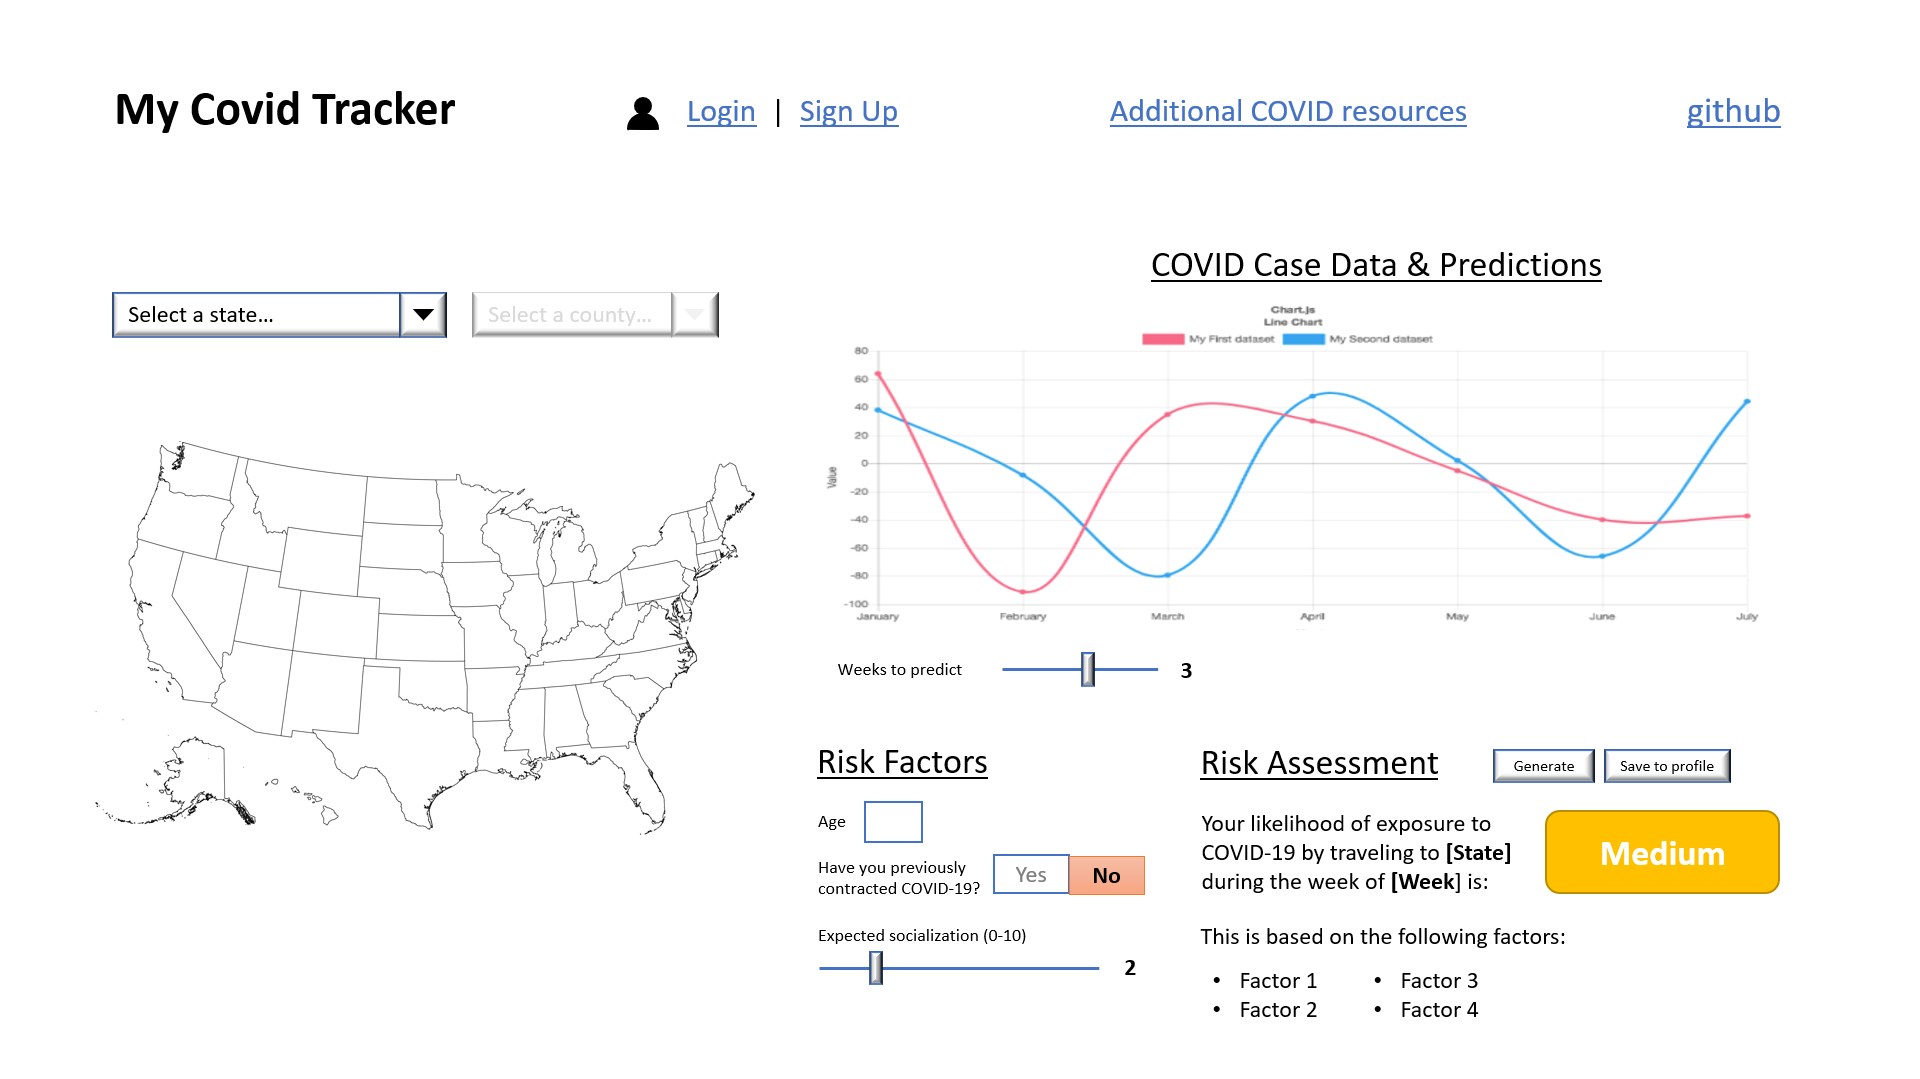 My Covid Tracker
Login | Sign Up
Additional COVID resources
github
Select a state...
Select a county...
COVID Case Data & Predictions
Chart.js
Line Chart
My First dataset
My Second dataset
Value
80
60
40
20
0
-20
-40
-60
-80
-100
January
February
March
April
May
June
July
Weeks to predict
3
Risk Factors
Age
Have you previously
contracted COVID-19?
Yes
No
Expected socialization (0-10)
2
Risk Assessment
Generate
Save to profile
Your likelihood of exposure to
COVID-19 by traveling to [State]
during the week of [Week] is:
Medium
This is based on the following factors:
• Factor 1
• Factor 2
• Factor 3
• Factor 4